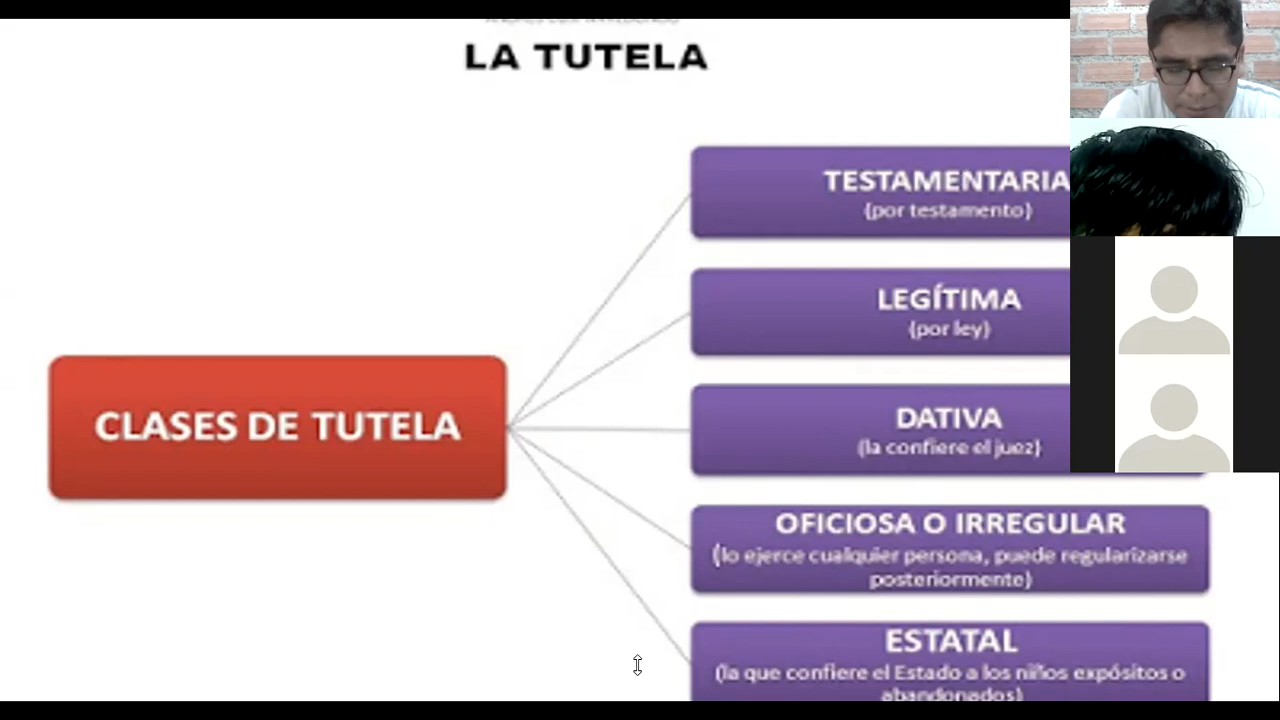 LA TUTELA
TESTAMENTARIA
(por testamento)
LEGÍTIMA
(por ley)
CLASES DE TUTELA
DATIVA
(la confiere el juez)
OFICIOSA O IRREGULAR
(lo ejerce cualquier persona, puede regularizarse
posteriormente)
ESTATAL
(la que confiere el Estado a los niños expósitos o
abandonados)